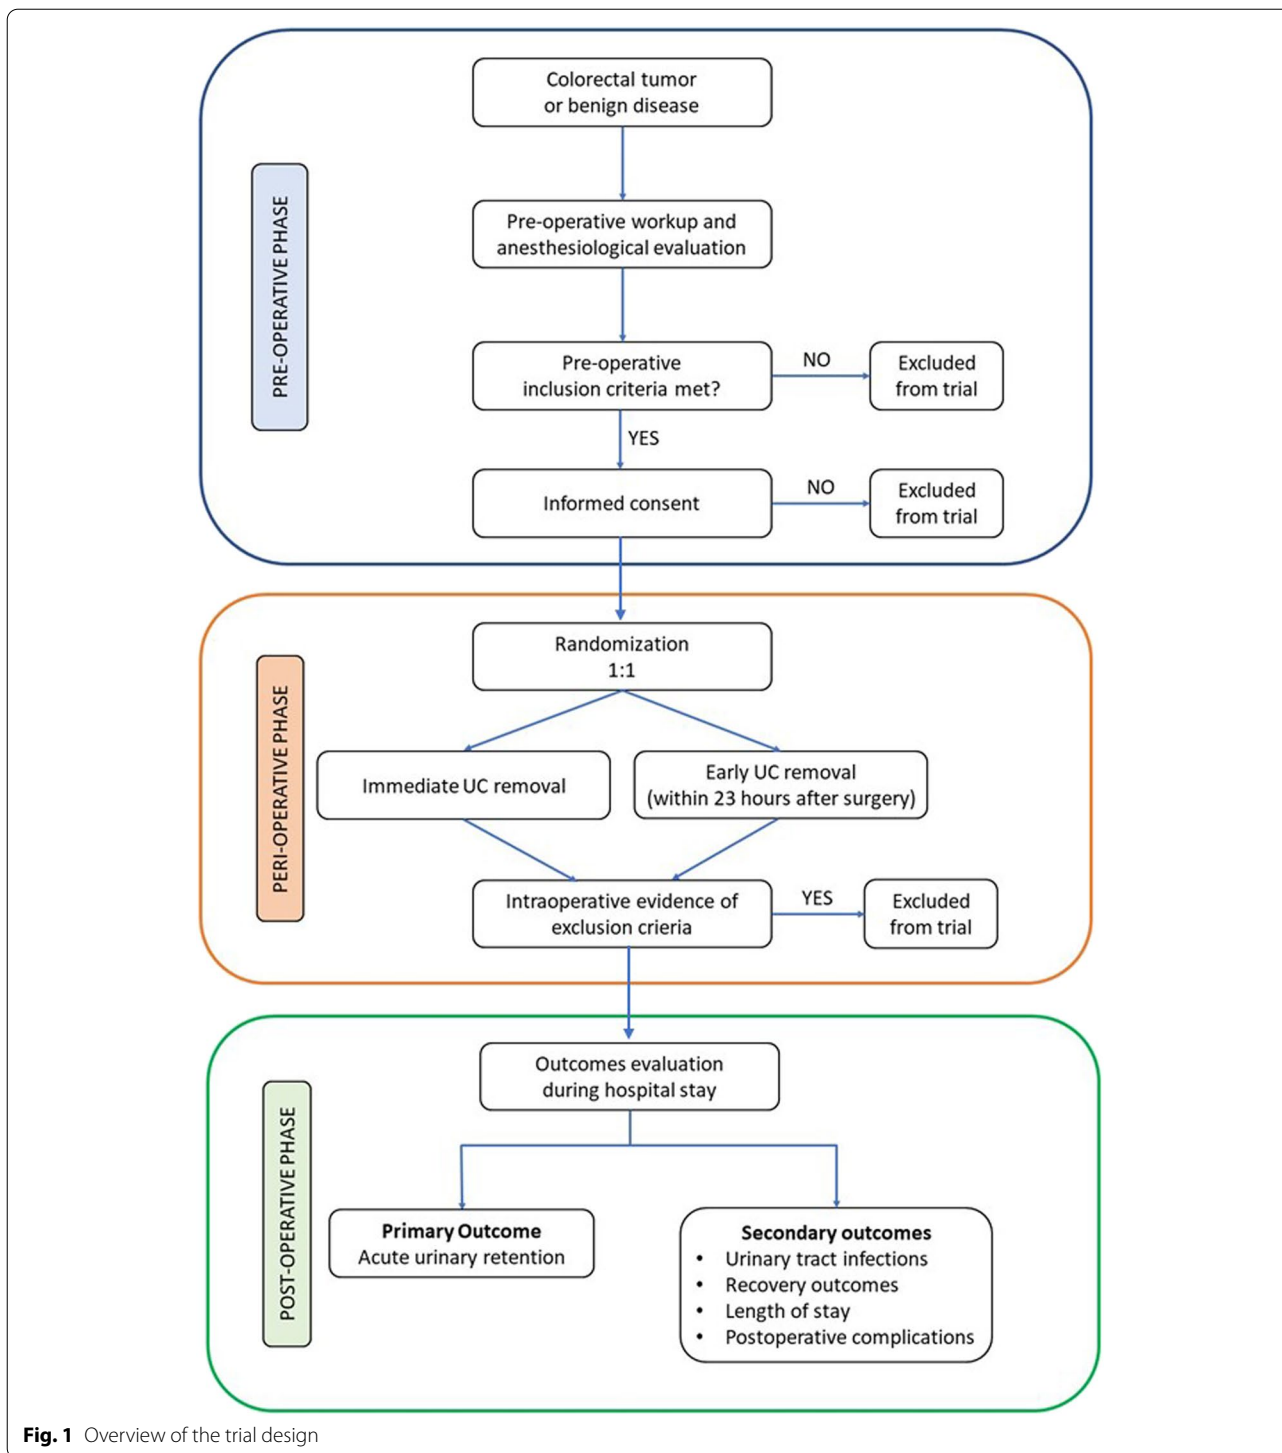 PRE-OPERATIVE PHASE
Colorectal tumor
or benign disease
Pre-operative workup and
anesthesiological evaluation
Pre-operative
inclusion criteria met?
NO
Excluded
from trial
YES
Informed consent
NO
Excluded
from trial
PERI-OPERATIVE PHASE
Randomization
1:1
Immediate UC removal
Early UC removal
(within 23 hours after surgery)
Intraoperative evidence of
exclusion crieria
YES
Excluded
from trial
POST-OPERATIVE PHASE
Outcomes evaluation
during hospital stay
Primary Outcome
Acute urinary retention
Secondary outcomes
• Urinary tract infections
• Recovery outcomes
• Length of stay
• Postoperative complications
Fig. 1 Overview of the trial design